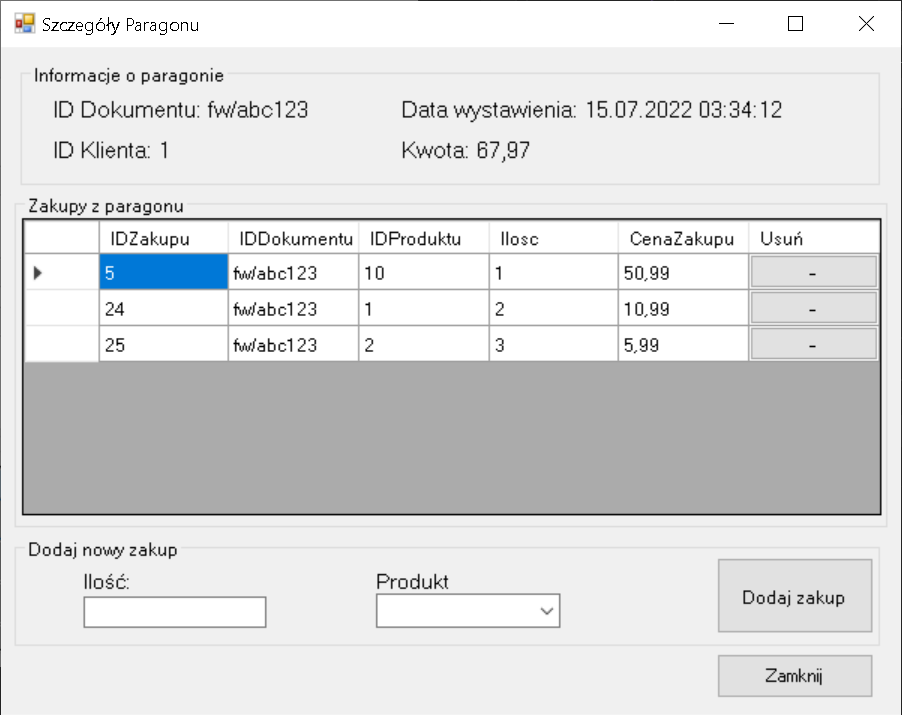 Szczegóły Paragonu
Informacje o paragonie
ID Dokumentu: fw/abc123 Data wystawienia: 15.07.2022 03:34:12
ID Klienta: 1 Kwota: 67,97
Zakupy z paragonu
IDZakupu IDDokumentu IDProduktu Ilosc CenaZakupu Usuń
5 fw/abc123 10 1 50,99 -
24 fw/abc123 1 2 10,99 -
25 fw/abc123 2 3 5,99 -
Dodaj nowy zakup
Ilość: Produkt
Dodaj zakup
Zamknij